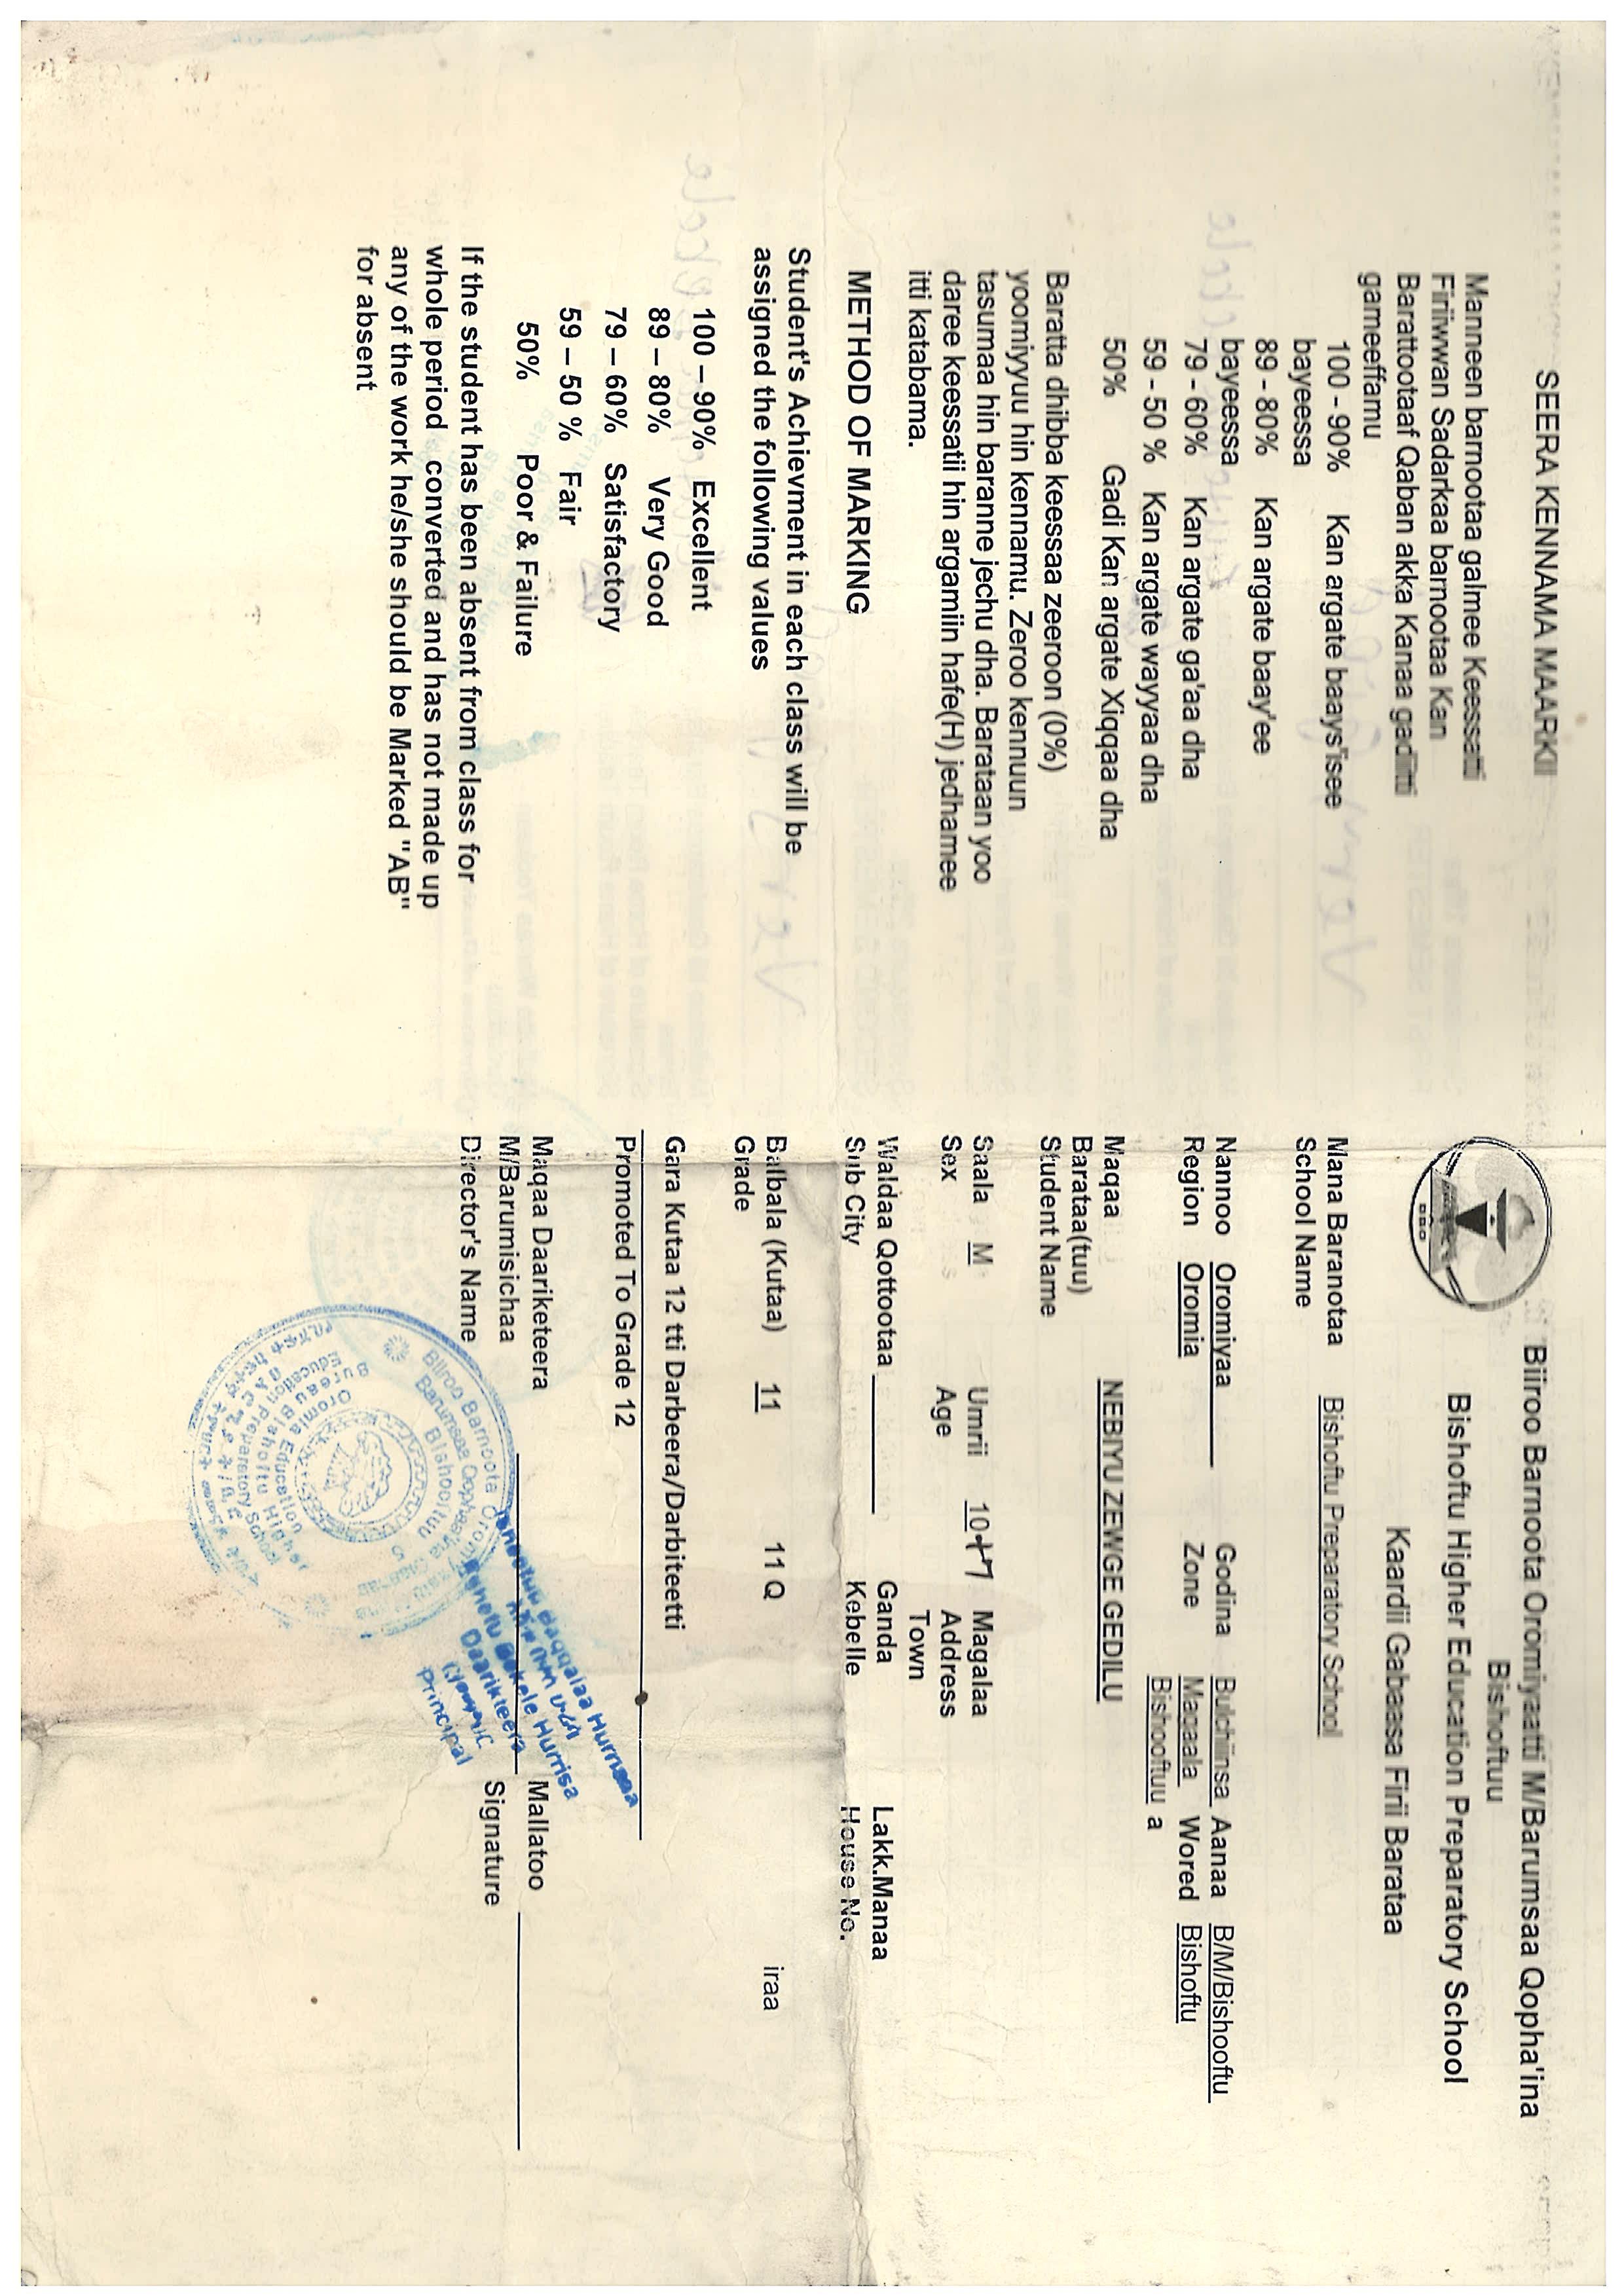 SEERA KENNAMA MAARKII
Manneen barnootaa galmee Keessatti
Firiiwwan Sadarkaa barnootaa Kan
Barattootaaf Qaban akka Kanaa gadiitti
gameeffamu
100 - 90% Kan argate baays'isee
bayeessa
89 - 80% Kan argate baay'ee
bayeessa
79 - 60% Kan argate ga'aa dha
59 - 50 % Kan argate wayyaa dha
50% Gadi Kan argate Xiqqaa dha
Baratta dhibba keessaa zeeroon (0%)
yoomiyyuu hin kennamu. Zeroo kennuun
tasumaa hin baranne jechu dha. Barataan yoo
daree keessatii hin argamiin hafe(H) jedhamee
itti katabama.
METHOD OF MARKING
Student's Achievment in each class will be
assigned the following values
100 – 90% Excellent
89 – 80% Very Good
79 – 60% Satisfactory
59 – 50 % Fair
50% Poor & Failure
If the student has been absent from class for
whole period converted and has not made up
any of the work he/she should be Marked "AB"
for absent
Biiroo Barnoota Oromiyaatti M/Barumsaa Qopha'ina
Bishoftuu
Bishoftu Higher Education Preparatory School
Kaardii Gabaasa Firii Barataa
Mana Baranotaa Bishoftu Preparatory School
School Name
Nannoo Oromiyaa Godina Bulchiinsa Aanaa B/M/Bishooftu
Region Oromia Zone Magaala Wored Bishoftu
Bishooftuu a
Maqaa NEBIYU ZEWGE GEDILU
Barataa(tuu)
Student Name
Saala M Umrii 10+7 Magalaa
Sex Age Address
Town
Waldaa Qottootaa Ganda Lakk.Manaa
Sub City Kebelle House No.
Balbala (Kutaa) 11 11 Q iraa
Grade
Gara Kutaa 12 tti Darbeera/Darbiteetti
Promoted To Grade 12
Maqaa Daariketeera Mallatoo
M/Barumisichaa Signature
Director's Name
Biiroo Barnoota
Bishooftuu
Oromia Education
Bureau Bishoftu Higher
Education Preparatory School
Baqqalaa Hurrisaa
Bekele Hurrisa
Daarikteera
Principal